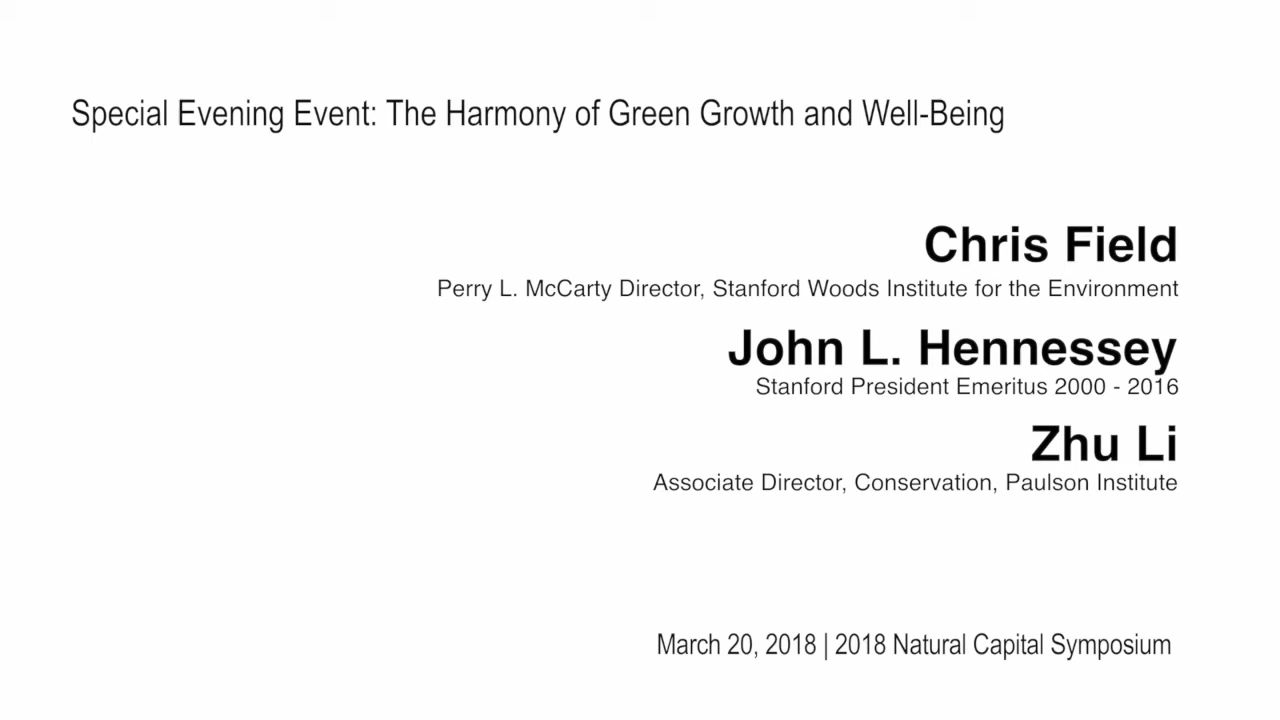 Special Evening Event: The Harmony of Green Growth and Well-Being
Chris Field
Perry L. McCarty Director, Stanford Woods Institute for the Environment
John L. Hennessey
Stanford President Emeritus 2000 - 2016
Zhu Li
Associate Director, Conservation, Paulson Institute
March 20, 2018 | 2018 Natural Capital Symposium